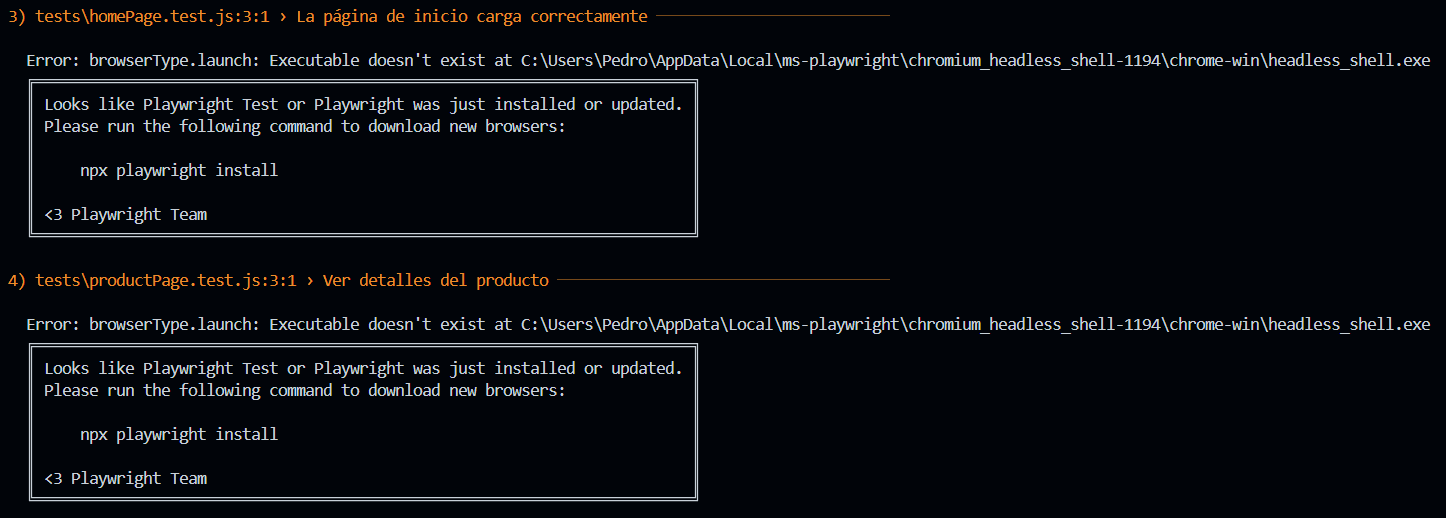 3) tests\homePage.test.js:3:1 › La página de inicio carga correctamente
Error: browserType.launch: Executable doesn't exist at C:\Users\Pedro\AppData\Local\ms-playwright\chromium_headless_shell-1194\chrome-win\headless_shell.exe
Looks like Playwright Test or Playwright was just installed or updated.
Please run the following command to download new browsers:
npx playwright install
<3 Playwright Team
4) tests\productPage.test.js:3:1 › Ver detalles del producto
Error: browserType.launch: Executable doesn't exist at C:\Users\Pedro\AppData\Local\ms-playwright\chromium_headless_shell-1194\chrome-win\headless_shell.exe
Looks like Playwright Test or Playwright was just installed or updated.
Please run the following command to download new browsers:
npx playwright install
<3 Playwright Team